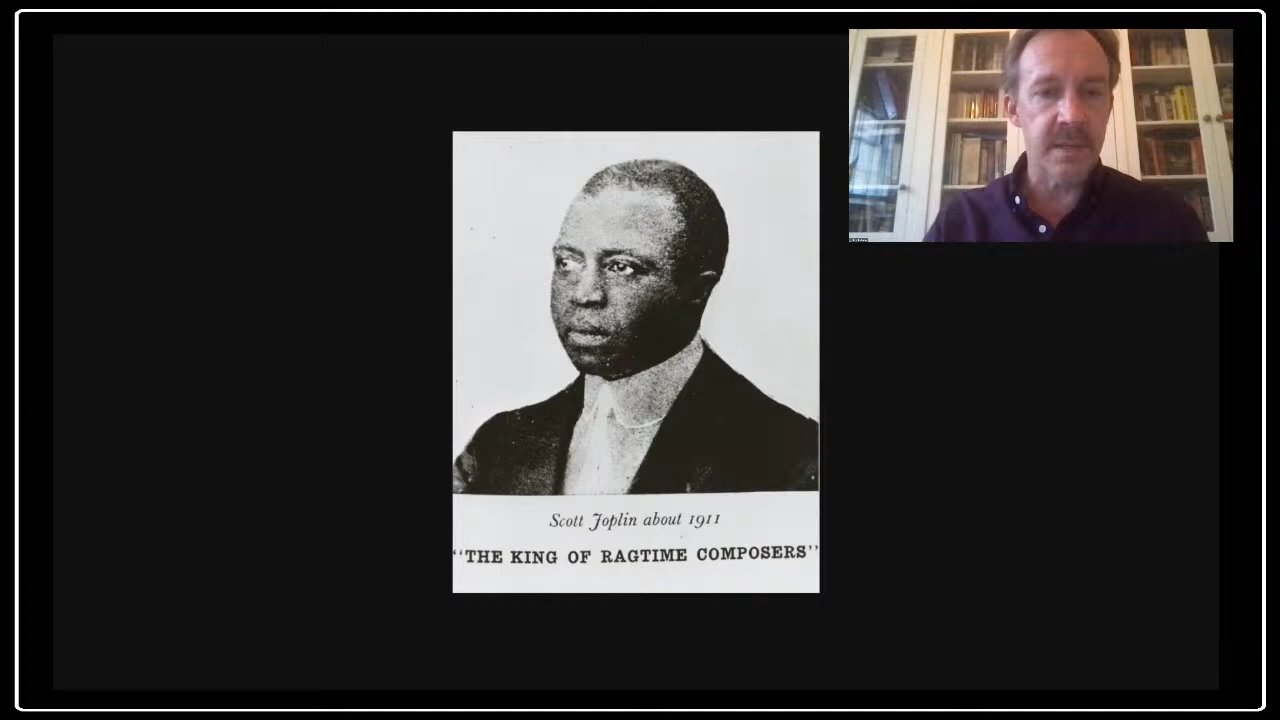 Scott Joplin about 1911
“THE KING OF RAGTIME COMPOSERS”